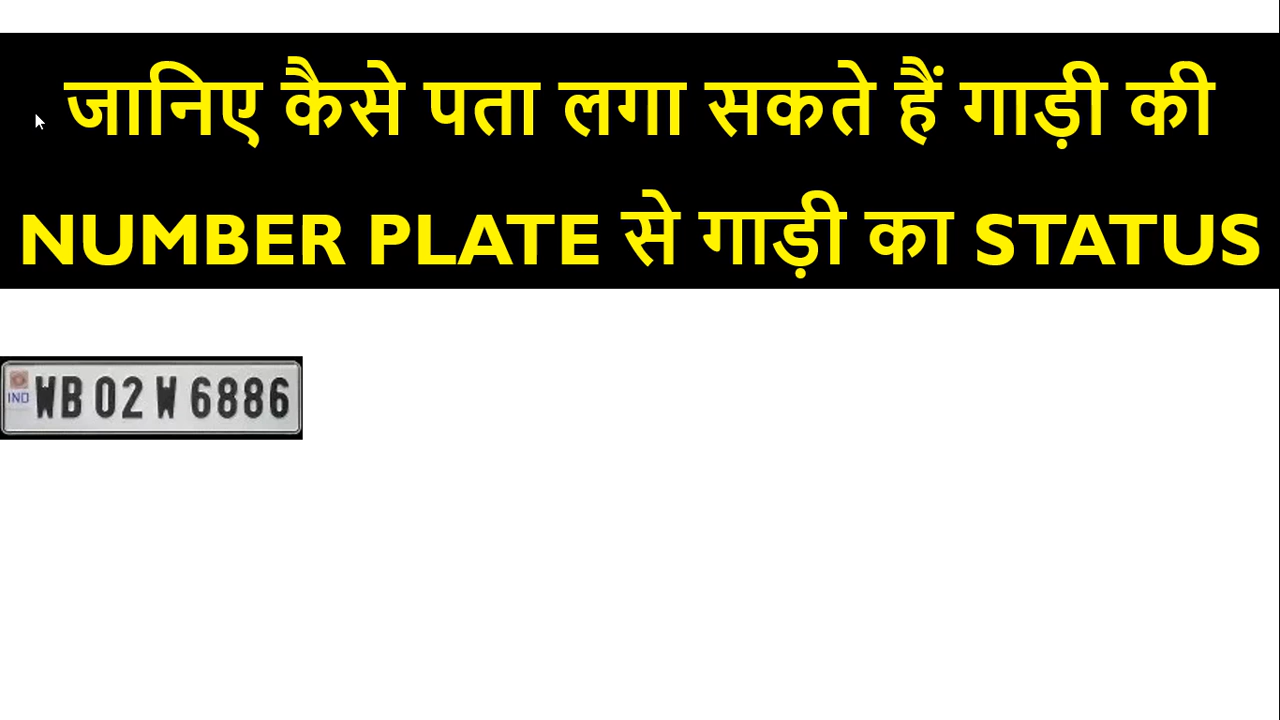 जानिए कैसे पता लगा सकते हैं गाड़ी की
NUMBER PLATE से गाड़ी का STATUS
IND WB 02 W 6886